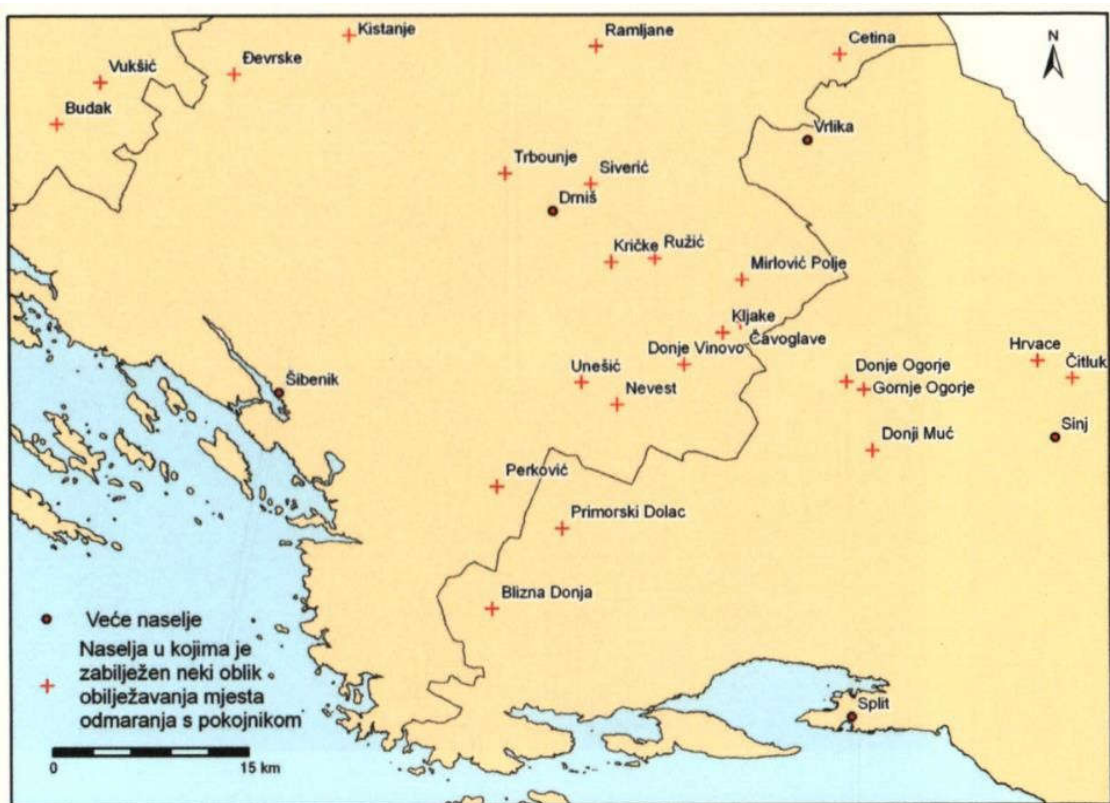 Kistanje
Ramljane
N
Cetina
Đevrske
Vukšić
Budak
Vrlika
Trbounje
Siverić
Drniš
Kričke
Ružić
Mirlović Polje
Kljake
Čavoglave
Donje Vinovo
Hrvace
Čitluk
Unešić
Donje Ogorje
Gornje Ogorje
Šibenik
Nevest
Donji Muć
Sinj
Perković
Primorski Dolac
Blizna Donja
Split
Veće naselje
Naselja u kojima je
zabilježen neki oblik
obilježavanja mjesta
odmaranja s pokojnikom
0 15 km